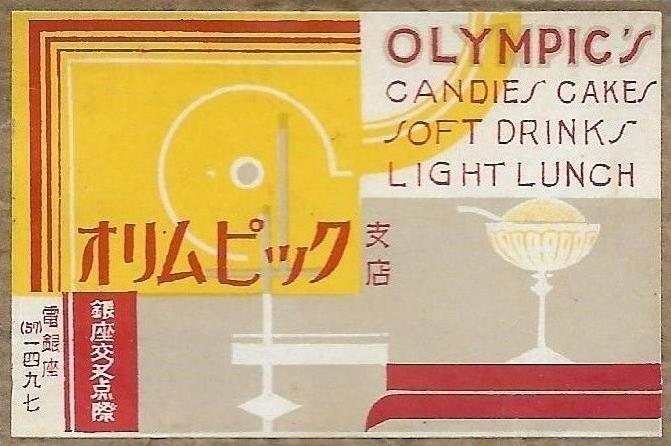 OLYMPIC'S
CANDIES CAKES
SOFT DRINKS
LIGHT LUNCH
オリムピック
支店
銀座交叉点際
電銀座
(57)一四九七